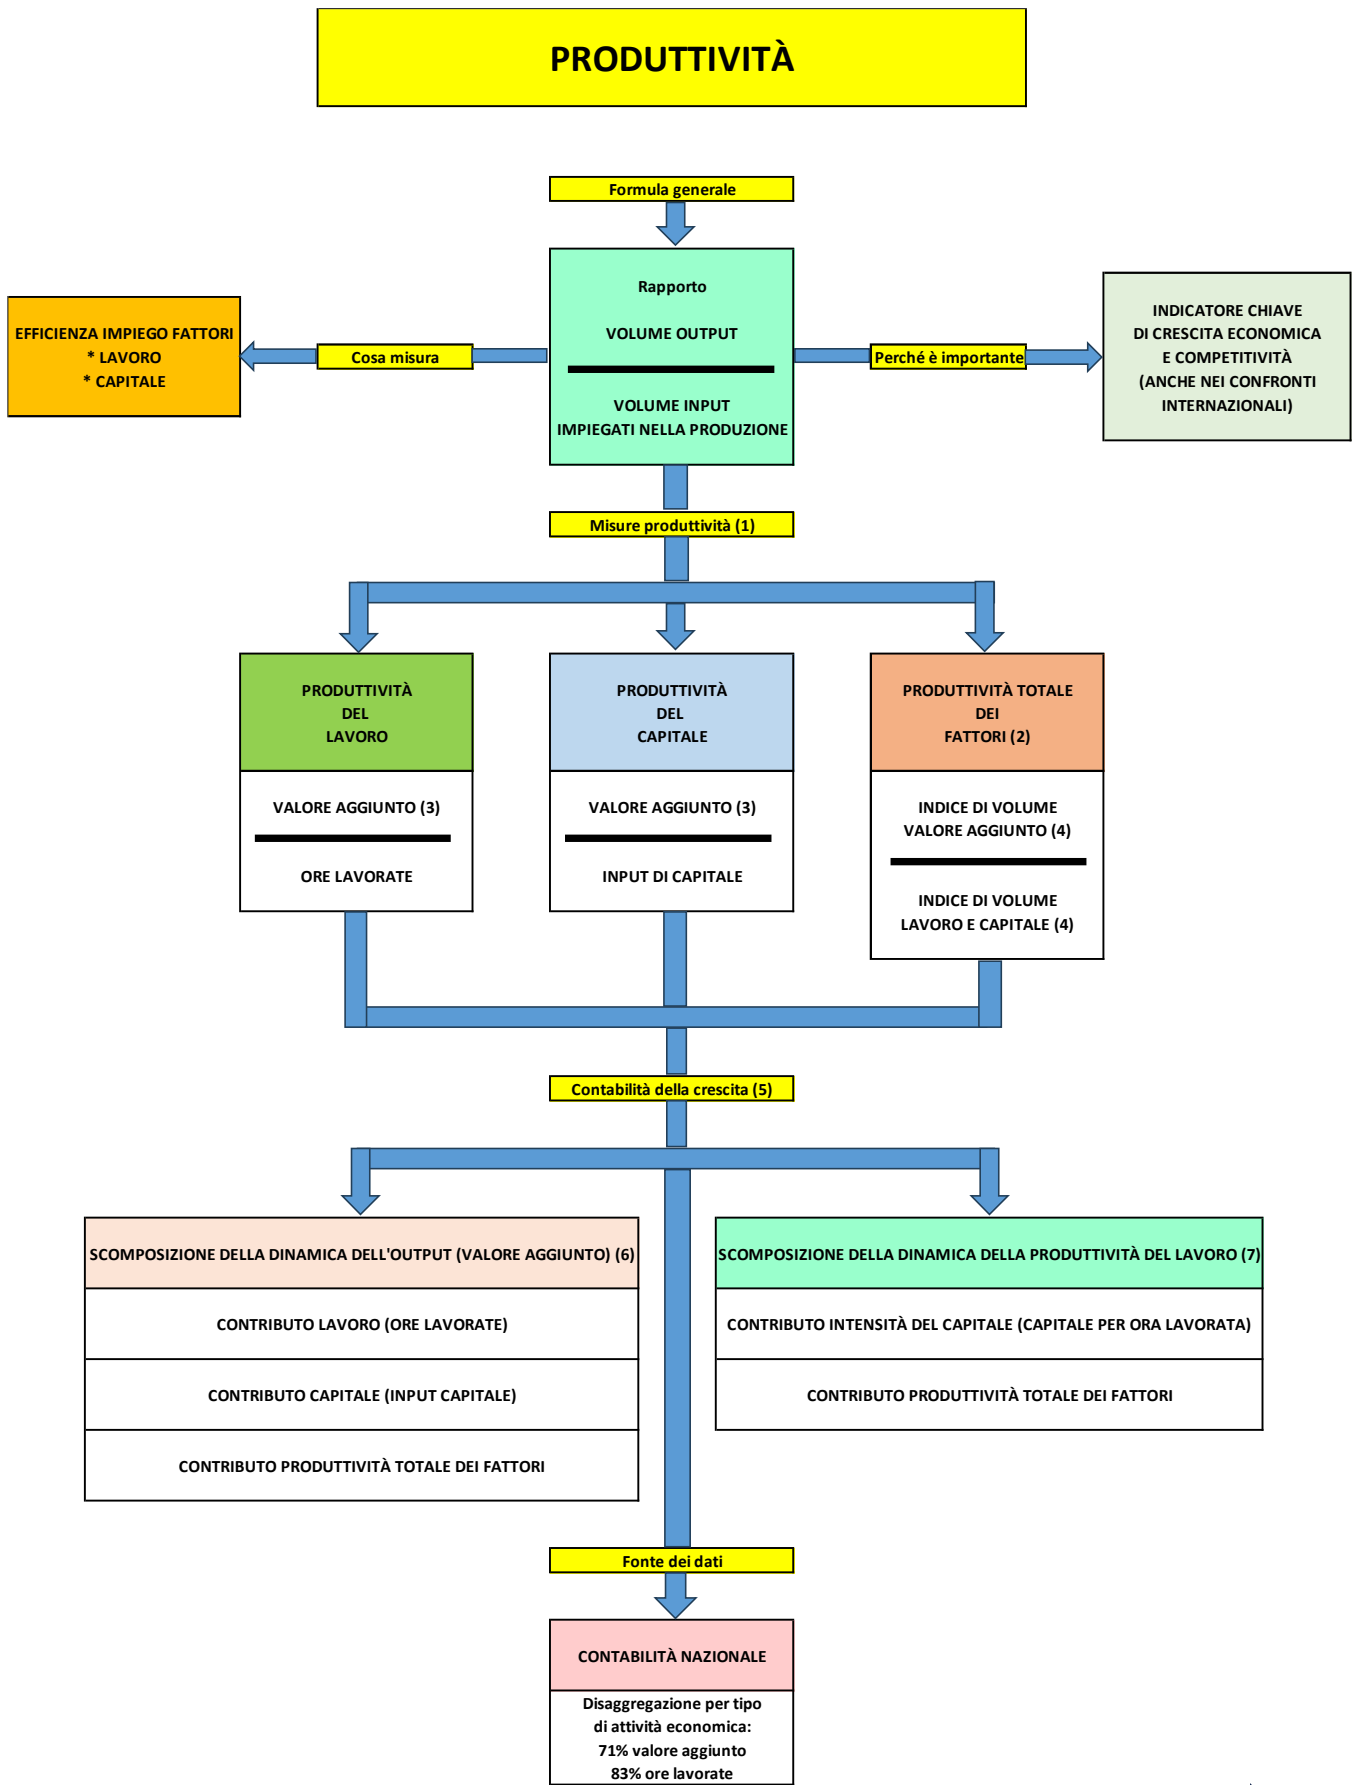 PRODUTTIVITÀ
Formula generale
Rapporto
VOLUME OUTPUT
VOLUME INPUT
IMPIEGATI NELLA PRODUZIONE
Cosa misura
EFFICIENZA IMPIEGO FATTORI
* LAVORO
* CAPITALE
Perché è importante
INDICATORE CHIAVE
DI CRESCITA ECONOMICA
E COMPETITIVITÀ
(ANCHE NEI CONFRONTI
INTERNAZIONALI)
Misure produttività (1)
PRODUTTIVITÀ
DEL
LAVORO
VALORE AGGIUNTO (3)
ORE LAVORATE
PRODUTTIVITÀ
DEL
CAPITALE
VALORE AGGIUNTO (3)
INPUT DI CAPITALE
PRODUTTIVITÀ TOTALE
DEI
FATTORI (2)
INDICE DI VOLUME
VALORE AGGIUNTO (4)
INDICE DI VOLUME
LAVORO E CAPITALE (4)
Contabilità della crescita (5)
SCOMPOSIZIONE DELLA DINAMICA DELL'OUTPUT (VALORE AGGIUNTO) (6)
CONTRIBUTO LAVORO (ORE LAVORATE)
CONTRIBUTO CAPITALE (INPUT CAPITALE)
CONTRIBUTO PRODUTTIVITÀ TOTALE DEI FATTORI
SCOMPOSIZIONE DELLA DINAMICA DELLA PRODUTTIVITÀ DEL LAVORO (7)
CONTRIBUTO INTENSITÀ DEL CAPITALE (CAPITALE PER ORA LAVORATA)
CONTRIBUTO PRODUTTIVITÀ TOTALE DEI FATTORI
Fonte dei dati
CONTABILITÀ NAZIONALE
Disaggregazione per tipo
di attività economica:
71% valore aggiunto
83% ore lavorate